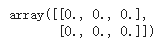 array([[0., 0., 0.],
       [0., 0., 0.]])